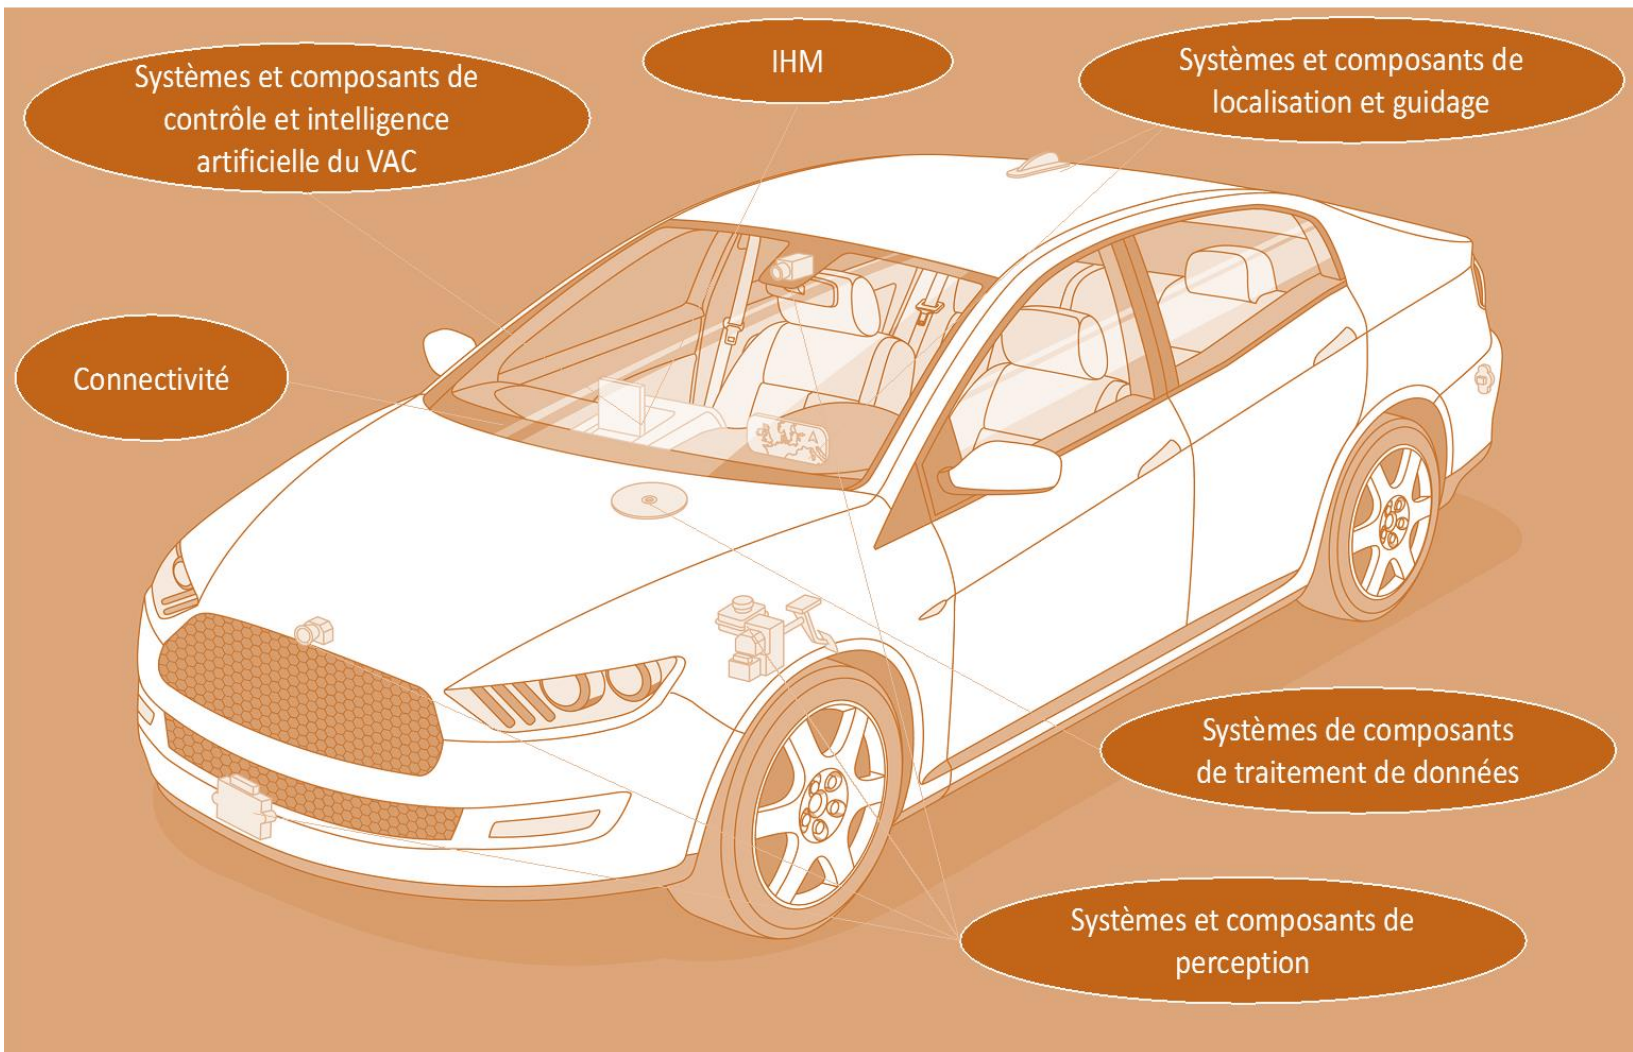 Systèmes et composants de
contrôle et intelligence
artificielle du VAC
IHM
Systèmes et composants de
localisation et guidage
Connectivité
Systèmes de composants
de traitement de données
Systèmes et composants de
perception